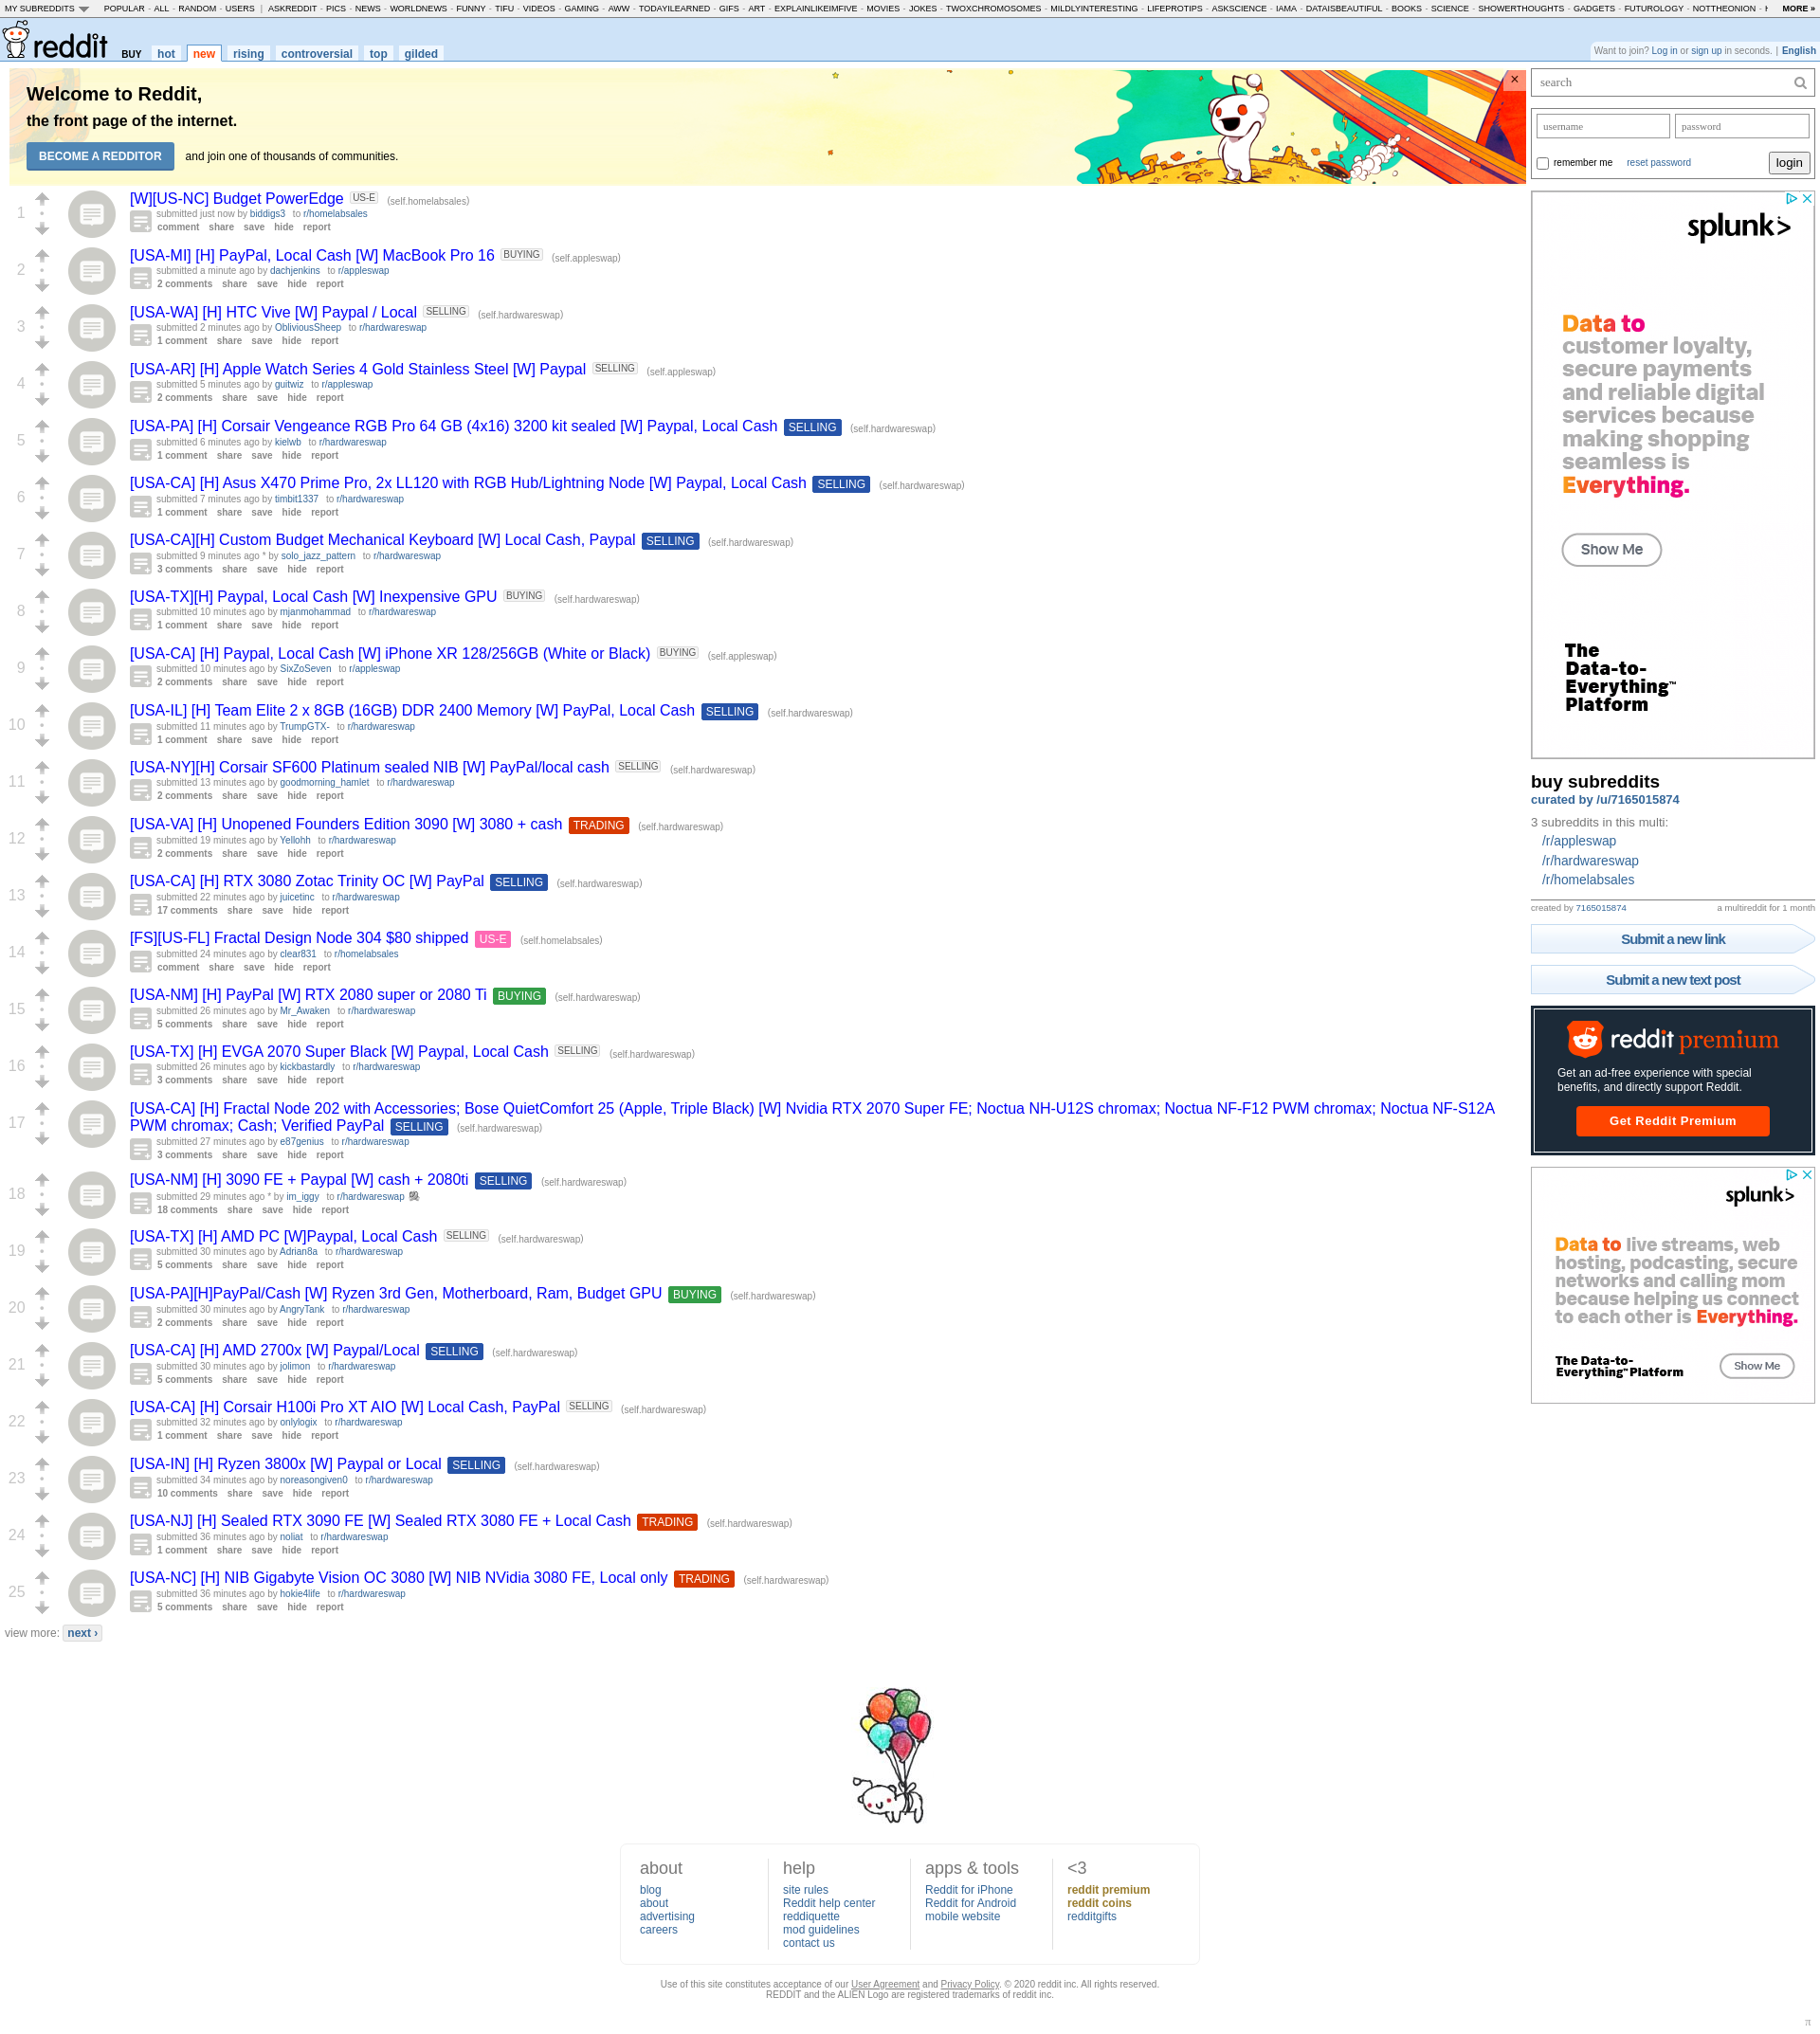 MY SUBREDDITS POPULAR - ALL - RANDOM - USERS | ASKREDDIT - PICS - NEWS - WORLDNEWS - FUNNY - TIFU - VIDEOS - GAMING - AWW - TODAYILEARNED - GIFS - ART - EXPLAINLIKEIMFIVE - MOVIES - JOKES - TWOXCHROMOSOMES - MILDLYINTERESTING - LIFEPROTIPS - ASKSCIENCE - IAMA - DATAISBEAUTIFUL - BOOKS - SCIENCE - SHOWERTHOUGHTS - GADGETS - FUTUROLOGY - NOTTHEONION - MORE »
reddit BUY hot new rising controversial top gilded
Want to join? Log in or sign up in seconds. | English
Welcome to Reddit,
the front page of the internet.
BECOME A REDDITOR and join one of thousands of communities.
×
1
[W][US-NC] Budget PowerEdge US-E (self.homelabsales)
submitted just now by biddigs3 to r/homelabsales
comment share save hide report
2
[USA-MI] [H] PayPal, Local Cash [W] MacBook Pro 16 BUYING (self.appleswap)
submitted a minute ago by dachjenkins to r/appleswap
2 comments share save hide report
3
[USA-WA] [H] HTC Vive [W] Paypal / Local SELLING (self.hardwareswap)
submitted 2 minutes ago by ObliviousSheep to r/hardwareswap
1 comment share save hide report
4
[USA-AR] [H] Apple Watch Series 4 Gold Stainless Steel [W] Paypal SELLING (self.appleswap)
submitted 5 minutes ago by guitwiz to r/appleswap
2 comments share save hide report
5
[USA-PA] [H] Corsair Vengeance RGB Pro 64 GB (4x16) 3200 kit sealed [W] Paypal, Local Cash SELLING (self.hardwareswap)
submitted 6 minutes ago by kielwb to r/hardwareswap
1 comment share save hide report
6
[USA-CA] [H] Asus X470 Prime Pro, 2x LL120 with RGB Hub/Lightning Node [W] Paypal, Local Cash SELLING (self.hardwareswap)
submitted 7 minutes ago by timbit1337 to r/hardwareswap
1 comment share save hide report
7
[USA-CA][H] Custom Budget Mechanical Keyboard [W] Local Cash, Paypal SELLING (self.hardwareswap)
submitted 9 minutes ago * by solo_jazz_pattern to r/hardwareswap
3 comments share save hide report
8
[USA-TX][H] Paypal, Local Cash [W] Inexpensive GPU BUYING (self.hardwareswap)
submitted 10 minutes ago by mjanmohammad to r/hardwareswap
1 comment share save hide report
9
[USA-CA] [H] Paypal, Local Cash [W] iPhone XR 128/256GB (White or Black) BUYING (self.appleswap)
submitted 10 minutes ago by SixZoSeven to r/appleswap
2 comments share save hide report
10
[USA-IL] [H] Team Elite 2 x 8GB (16GB) DDR 2400 Memory [W] PayPal, Local Cash SELLING (self.hardwareswap)
submitted 11 minutes ago by TrumpGTX- to r/hardwareswap
1 comment share save hide report
11
[USA-NY][H] Corsair SF600 Platinum sealed NIB [W] PayPal/local cash SELLING (self.hardwareswap)
submitted 13 minutes ago by goodmorning_hamlet to r/hardwareswap
2 comments share save hide report
12
[USA-VA] [H] Unopened Founders Edition 3090 [W] 3080 + cash TRADING (self.hardwareswap)
submitted 19 minutes ago by Yellohh to r/hardwareswap
2 comments share save hide report
13
[USA-CA] [H] RTX 3080 Zotac Trinity OC [W] PayPal SELLING (self.hardwareswap)
submitted 22 minutes ago by juicetinc to r/hardwareswap
17 comments share save hide report
14
[FS][US-FL] Fractal Design Node 304 $80 shipped US-E (self.homelabsales)
submitted 24 minutes ago by clear831 to r/homelabsales
comment share save hide report
15
[USA-NM] [H] PayPal [W] RTX 2080 super or 2080 Ti BUYING (self.hardwareswap)
submitted 26 minutes ago by Mr_Awaken to r/hardwareswap
5 comments share save hide report
16
[USA-TX] [H] EVGA 2070 Super Black [W] Paypal, Local Cash SELLING (self.hardwareswap)
submitted 26 minutes ago by kickbastardly to r/hardwareswap
3 comments share save hide report
17
[USA-CA] [H] Fractal Node 202 with Accessories; Bose QuietComfort 25 (Apple, Triple Black) [W] Nvidia RTX 2070 Super FE; Noctua NH-U12S chromax; Noctua NF-F12 PWM chromax; Noctua NF-S12A
PWM chromax; Cash; Verified PayPal SELLING (self.hardwareswap)
submitted 27 minutes ago by e87genius to r/hardwareswap
3 comments share save hide report
18
[USA-NM] [H] 3090 FE + Paypal [W] cash + 2080ti SELLING (self.hardwareswap)
submitted 29 minutes ago * by im_iggy to r/hardwareswap
18 comments share save hide report
19
[USA-TX] [H] AMD PC [W]Paypal, Local Cash SELLING (self.hardwareswap)
submitted 30 minutes ago by Adrian8a to r/hardwareswap
5 comments share save hide report
20
[USA-PA][H]PayPal/Cash [W] Ryzen 3rd Gen, Motherboard, Ram, Budget GPU BUYING (self.hardwareswap)
submitted 30 minutes ago by AngryTank to r/hardwareswap
2 comments share save hide report
21
[USA-CA] [H] AMD 2700x [W] Paypal/Local SELLING (self.hardwareswap)
submitted 30 minutes ago by jolimon to r/hardwareswap
5 comments share save hide report
22
[USA-CA] [H] Corsair H100i Pro XT AIO [W] Local Cash, PayPal SELLING (self.hardwareswap)
submitted 32 minutes ago by onlylogix to r/hardwareswap
1 comment share save hide report
23
[USA-IN] [H] Ryzen 3800x [W] Paypal or Local SELLING (self.hardwareswap)
submitted 34 minutes ago by noreasongiven0 to r/hardwareswap
10 comments share save hide report
24
[USA-NJ] [H] Sealed RTX 3090 FE [W] Sealed RTX 3080 FE + Local Cash TRADING (self.hardwareswap)
submitted 36 minutes ago by noliat to r/hardwareswap
1 comment share save hide report
25
[USA-NC] [H] NIB Gigabyte Vision OC 3080 [W] NIB NVidia 3080 FE, Local only TRADING (self.hardwareswap)
submitted 36 minutes ago by hokie4life to r/hardwareswap
5 comments share save hide report
view more: next ›
search
username password
remember me reset password login
splunk>
Data to
customer loyalty,
secure payments
and reliable digital
services because
making shopping
seamless is
Everything.
Show Me
The
Data-to-
Everything™
Platform
buy subreddits
curated by /u/7165015874
3 subreddits in this multi:
/r/appleswap
/r/hardwareswap
/r/homelabsales
created by 7165015874 a multireddit for 1 month
Submit a new link
Submit a new text post
reddit premium
Get an ad-free experience with special
benefits, and directly support Reddit.
Get Reddit Premium
splunk>
Data to live streams, web
hosting, podcasting, secure
networks and calling mom
because helping us connect
to each other is Everything.
The Data-to-
Everything™ Platform
Show Me
about
blog
about
advertising
careers
help
site rules
Reddit help center
reddiquette
mod guidelines
contact us
apps & tools
Reddit for iPhone
Reddit for Android
mobile website
<3
reddit premium
reddit coins
redditgifts
Use of this site constitutes acceptance of our User Agreement and Privacy Policy. © 2020 reddit inc. All rights reserved.
REDDIT and the ALIEN Logo are registered trademarks of reddit inc.
π